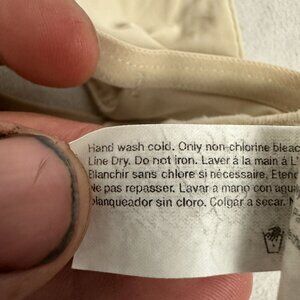 Hand wash cold. Only non-chlorine bleac
Line Dry. Do not iron. Laver à la main à L'
Blanchir sans chlore si nécessaire. Étend
Ne pas repasser. Lavar a mano con agu
blanqueador sin cloro. Colgar a secar. N